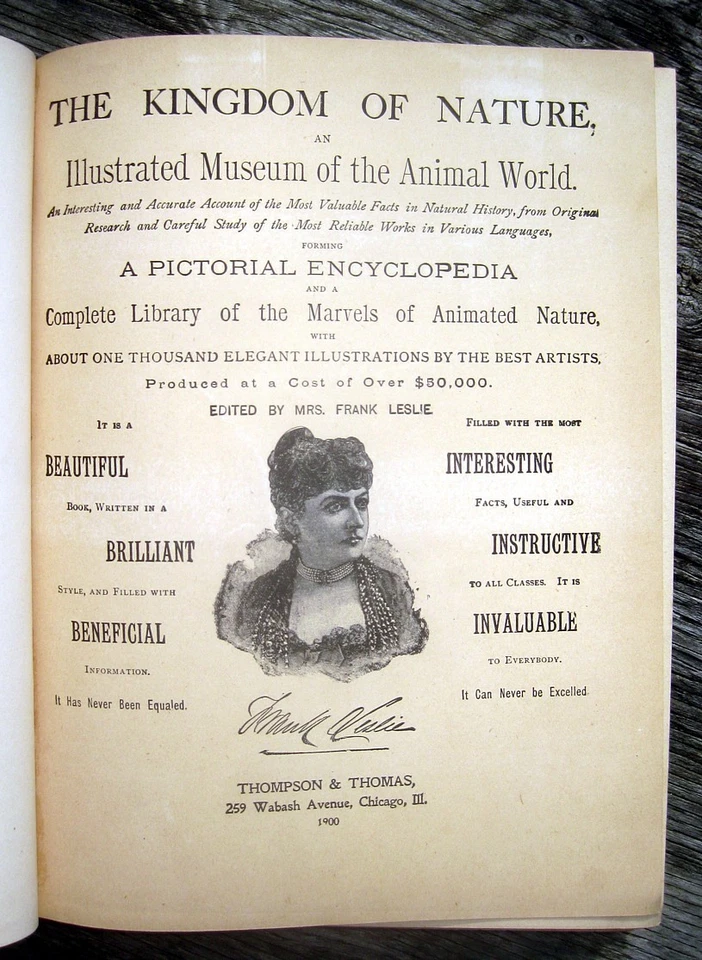 THE KINGDOM OF NATURE,
AN
Illustrated Museum of the Animal World.
An Interesting and Accurate Account of the Most Valuable Facts in Natural History, from Original
Research and Careful Study of the Most Reliable Works in Various Languages,
FORMING
A PICTORIAL ENCYCLOPEDIA
AND A
Complete Library of the Marvels of Animated Nature,
WITH
ABOUT ONE THOUSAND ELEGANT ILLUSTRATIONS BY THE BEST ARTISTS,
Produced at a Cost of Over $50,000.
EDITED BY MRS. FRANK LESLIE.
IT IS A
BEAUTIFUL
BOOK, WRITTEN IN A
BRILLIANT
STYLE, AND FILLED WITH
BENEFICIAL
INFORMATION.
It Has Never Been Equaled.
FILLED WITH THE MOST
INTERESTING
FACTS, USEFUL AND
INSTRUCTIVE
TO ALL CLASSES. IT IS
INVALUABLE
TO EVERYBODY.
It Can Never be Excelled.
Frank Leslie
THOMPSON & THOMAS,
259 Wabash Avenue, Chicago, Ill.
1900